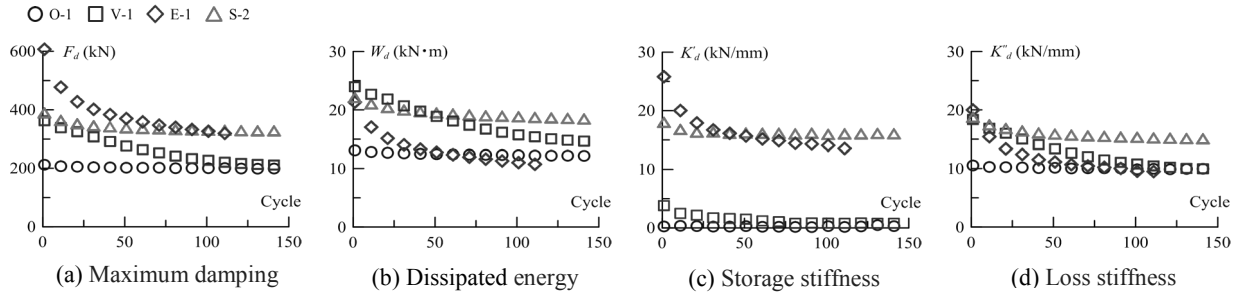 O-1 V-1 E-1 S-2
F_d (kN)
600
400
200
0
0 50 100 150
Cycle
(a) Maximum damping
W_d (kN·m)
30
20
10
0
0 50 100 150
Cycle
(b) Dissipated energy
K'_d (kN/mm)
30
20
10
0
0 50 100 150
Cycle
(c) Storage stiffness
K''_d (kN/mm)
30
20
10
0
0 50 100 150
Cycle
(d) Loss stiffness